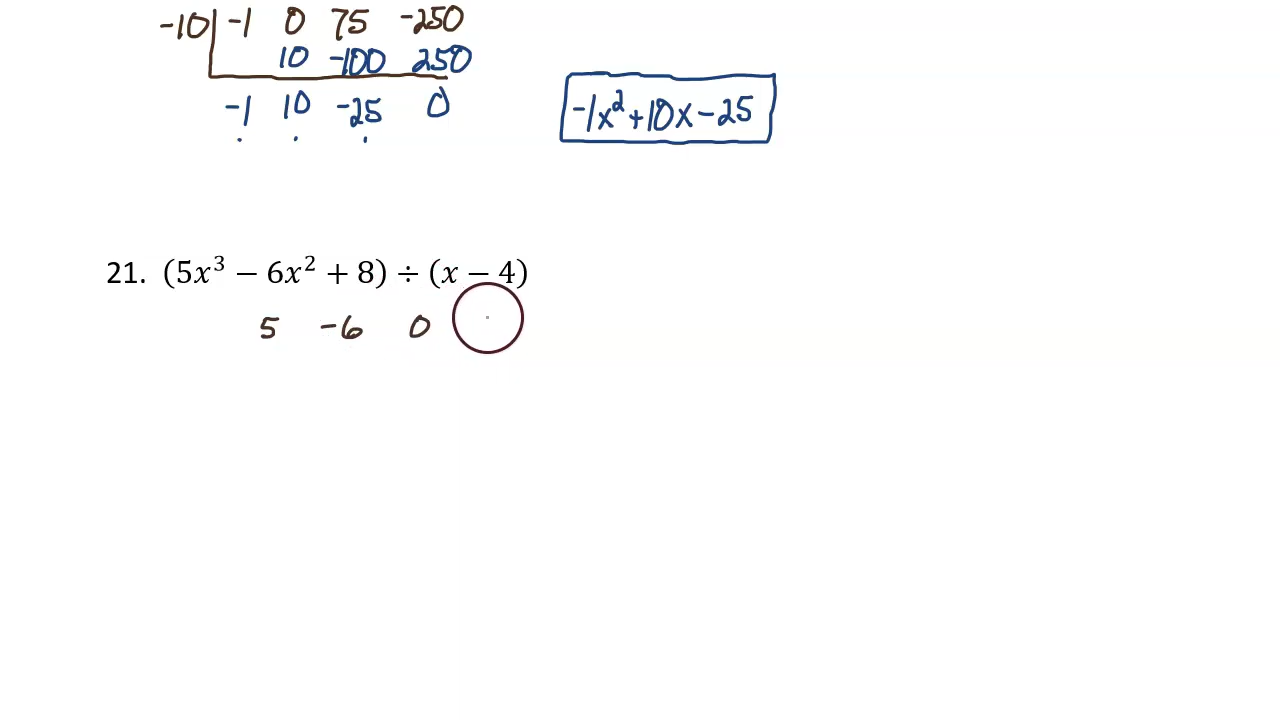 -10 -1 0 75 -250
10 -100 250
-1 10 -25 0
-1x² + 10x - 25
21. (5x³ − 6x² + 8) ÷ (x − 4)
5 -6 0